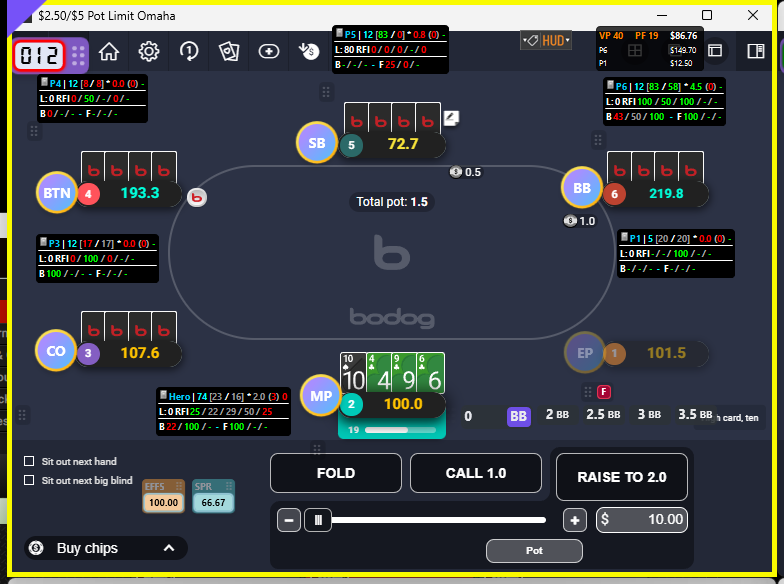 $2.50/$5 Pot Limit Omaha
012
P5 | 12 [83 / 0] * 0.8 (0) -
L: 80 RFI 0 / 0 / 0 / - / 0
B - / - / - - F 25 / 0 / -
HUD
VP 40 PF 19 $86.76
P6 $149.70
P1 $12.50
P4 | 12 [8 / 8] * 0.0 (0) -
L: 0 RFI 0 / 50 / - / 0 / -
B 0 / - / - - F - / - / -
P6 | 12 [83 / 58] * 4.5 (0) -
L: 0 RFI 100 / 50 / 100 / - / -
B 43 / 50 / 100 - F 100 / - / -
SB
5
72.7
0.5
BTN
4
193.3
BB
6
219.8
1.0
Total pot: 1.5
P3 | 12 [17 / 17] * 0.0 (0) -
L: 0 RFI 0 / 100 / 0 / - / -
B 100 / - / - - F - / - / -
P1 | 5 [20 / 20] * 0.0 (0) -
L: 0 RFI - / - / 100 / - / -
B - / - / - - F - / - / -
b
bodog
CO
3
107.6
EP
1
101.5
10 4 9 6
10 4 9 6
MP
2
100.0
19
Hero | 74 [23 / 16] * 2.0 (3) 0
L: 0 RFI 25 / 22 / 29 / 50 / 25
B 22 / 100 / - - F 100 / - / -
F
0 BB 2 BB 2.5 BB 3 BB 3.5 BB
card, ten
Sit out next hand
Sit out next big blind
EFFS
100.00
SPR
66.67
FOLD
CALL 1.0
RAISE TO 2.0
$ 10.00
Pot
Buy chips